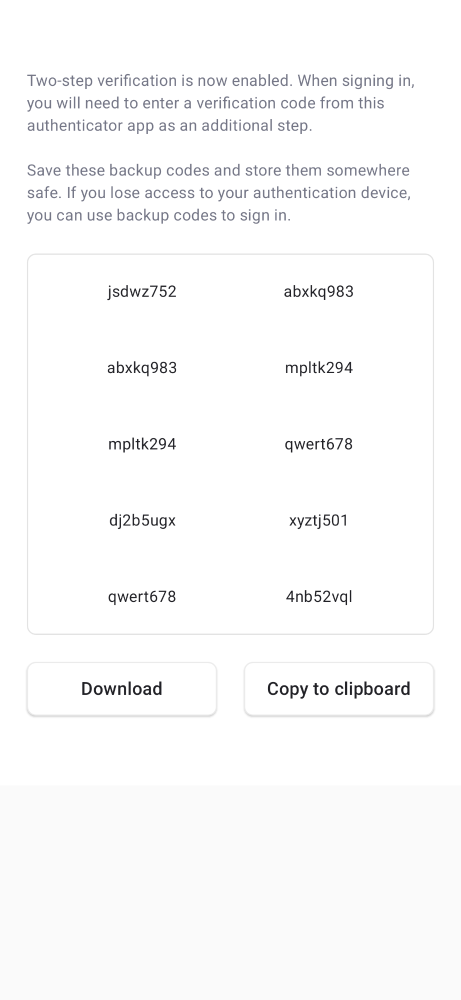 Two-step verification is now enabled. When signing in,
you will need to enter a verification code from this
authenticator app as an additional step.
Save these backup codes and store them somewhere
safe. If you lose access to your authentication device,
you can use backup codes to sign in.
jsdwz752 abxkq983
abxkq983 mpltk294
mpltk294 qwert678
dj2b5ugx xyztj501
qwert678 4nb52vql
Download Copy to clipboard